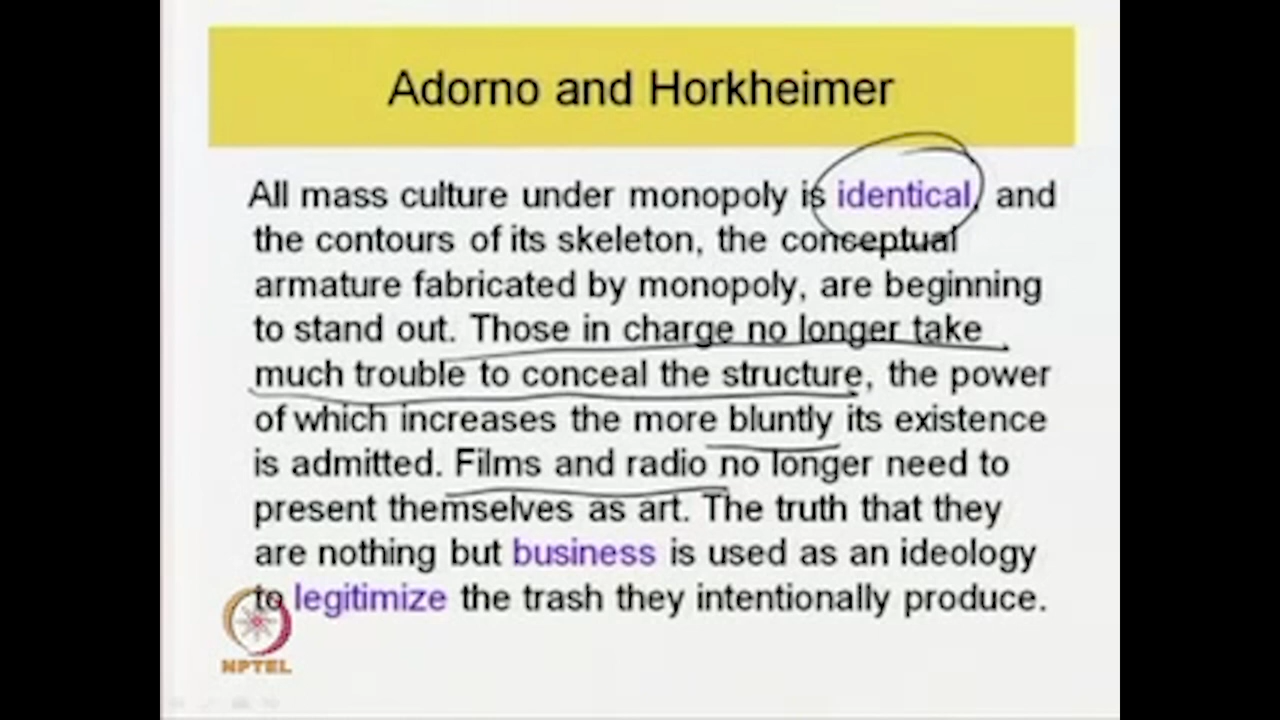 Adorno and Horkheimer
All mass culture under monopoly is identical, and
the contours of its skeleton, the conceptual
armature fabricated by monopoly, are beginning
to stand out. Those in charge no longer take
much trouble to conceal the structure, the power
of which increases the more bluntly its existence
is admitted. Films and radio no longer need to
present themselves as art. The truth that they
are nothing but business is used as an ideology
to legitimize the trash they intentionally produce.
NPTEL